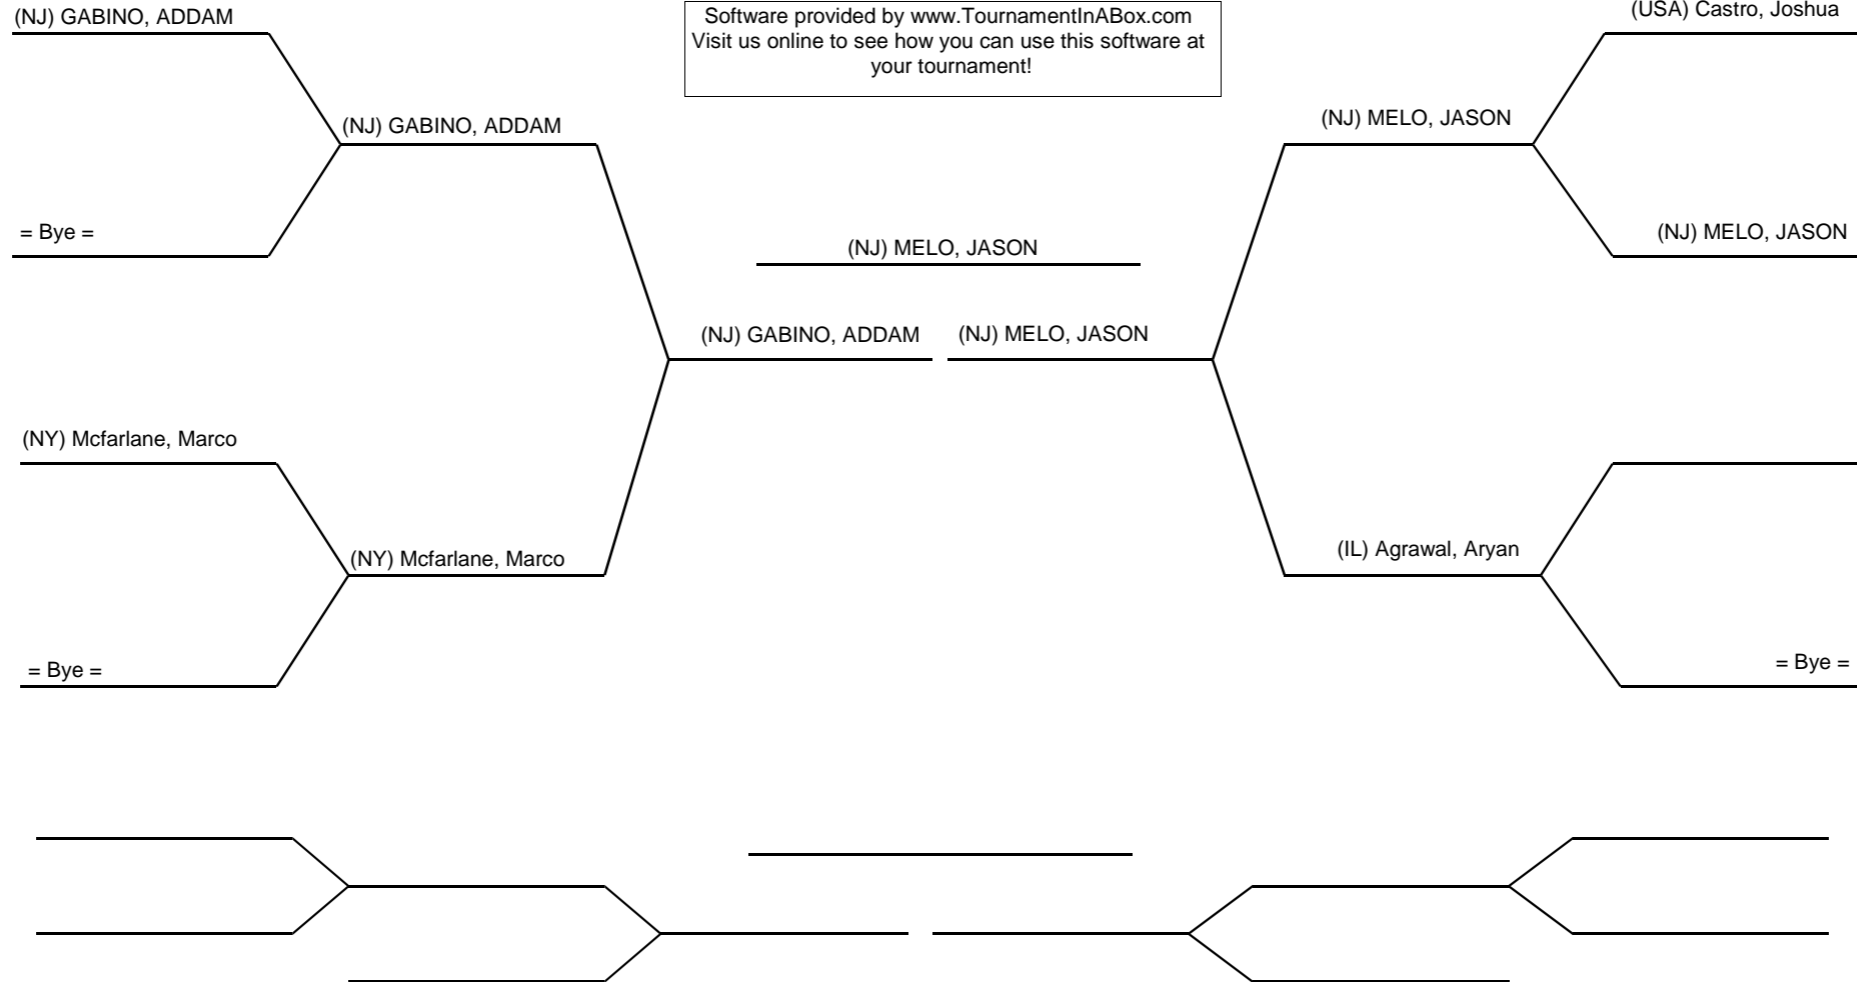 (NJ) GABINO, ADDAM
Software provided by www.TournamentInABox.com
Visit us online to see how you can use this software at
your tournament!
(USA) Castro, Joshua
(NJ) GABINO, ADDAM
(NJ) MELO, JASON
= Bye =
(NJ) MELO, JASON
(NJ) MELO, JASON
(NJ) GABINO, ADDAM
(NJ) MELO, JASON
(NY) Mcfarlane, Marco
(NY) Mcfarlane, Marco
(IL) Agrawal, Aryan
= Bye =
= Bye =